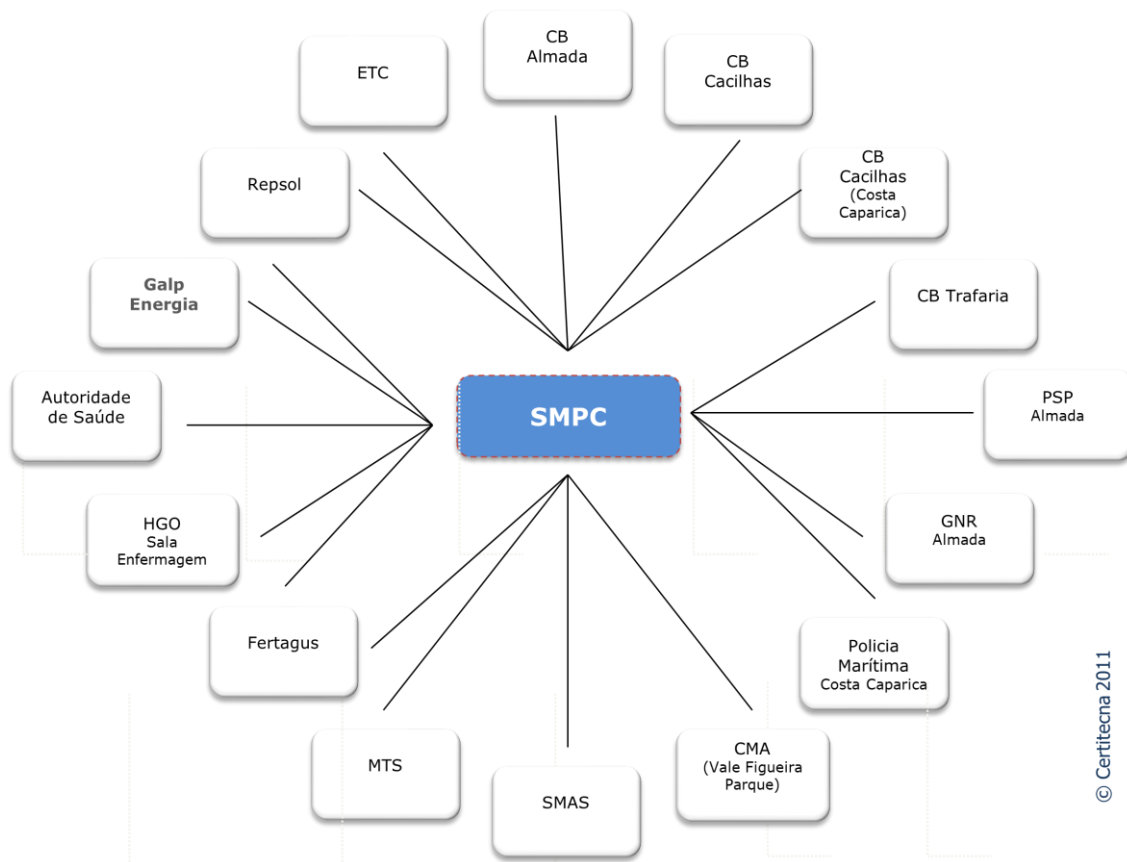 CB
Almada
CB
Cacilhas
ETC
CB
Cacilhas
(Costa
Caparica)
Repsol
Galp
Energia
CB Trafaria
Autoridade
de Saúde
SMPC
PSP
Almada
HGO
Sala
Enfermagem
GNR
Almada
Fertagus
Policia
Marítima
Costa Caparica
MTS
SMAS
CMA
(Vale Figueira
Parque)
© Certitecna 2011